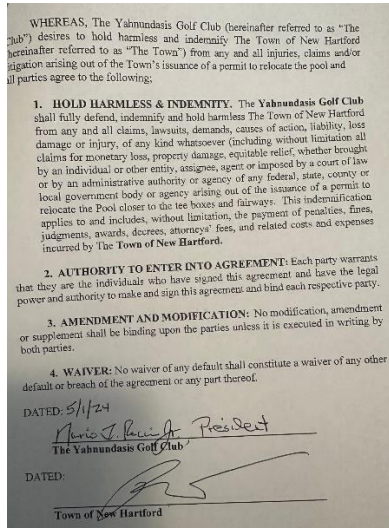 WHEREAS, The Yahnundasis Golf Club (hereinafter referred to as "The
Club") desires to hold harmless and indemnify The Town of New Hartford
hereinafter referred to as "The Town") from any and all injuries, claims and/or
litigation arising out of the Town's issuance of a permit to relocate the pool and
all parties agree to the following;
1. HOLD HARMLESS & INDEMNITY. The Yahnundasis Golf Club
shall fully defend, indemnify and hold harmless The Town of New Hartford
from any and all claims, lawsuits, demands, causes of action, liability, loss
damage or injury, of any kind whatsoever (including without limitation all
claims for monetary loss, property damage, equitable relief, whether brought
by an individual or other entity, assignee, agent or imposed by a court of law
or by an administrative authority or agency of any federal, state, county or
local government body or agency arising out of the issuance of a permit to
relocate the Pool closer to the tee boxes and fairways. This indemnification
applies to and includes, without limitation, the payment of penalties, fines,
judgments, awards, decrees, attorneys' fees, and related costs and expenses
incurred by The Town of New Hartford.
2. AUTHORITY TO ENTER INTO AGREEMENT: Each party warrants
that they are the individuals who have signed this agreement and have the legal
power and authority to make and sign this agreement and bind each respective party.
3. AMENDMENT AND MODIFICATION: No modification, amendment
or supplement shall be binding upon the parties unless it is executed in writing by
both parties.
4. WAIVER: No waiver of any default shall constitute a waiver of any other
default or breach of the agreement or any part thereof.
DATED: 5/1/24
President
The Yahnundasis Golf Club
DATED:
Town of New Hartford